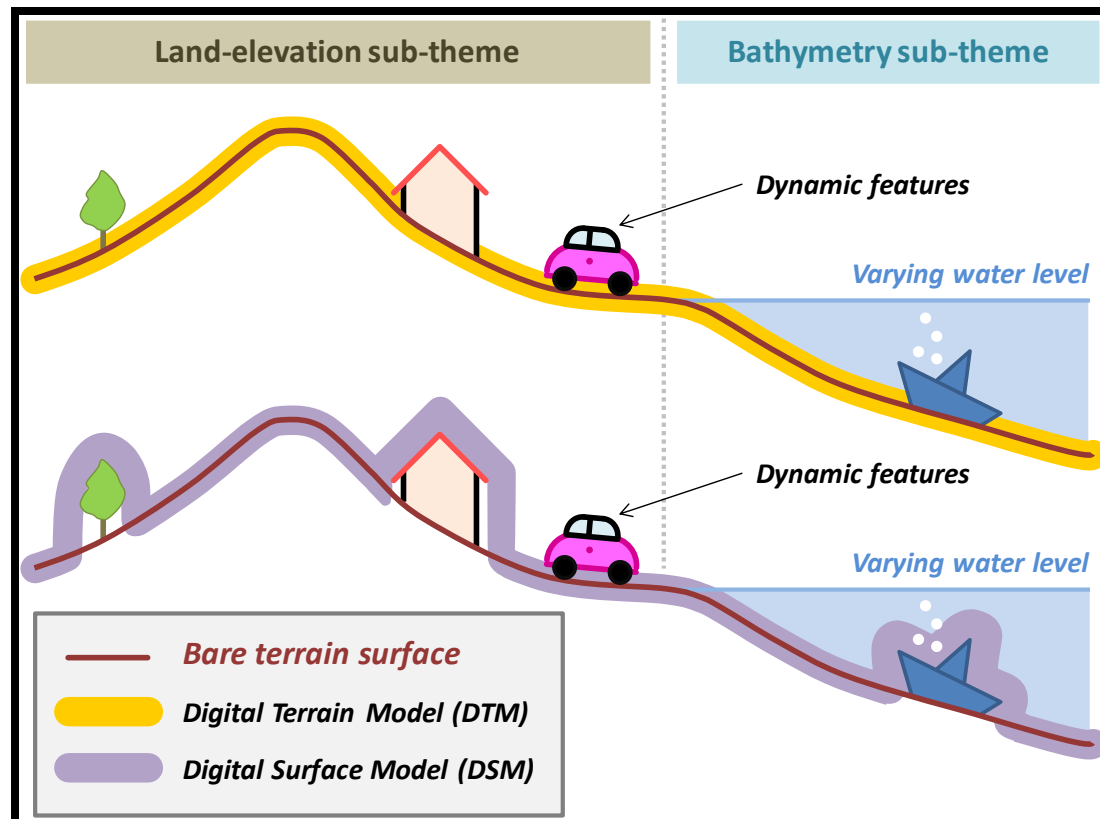 Land-elevation sub-theme
Bathymetry sub-theme
Dynamic features
Varying water level
Dynamic features
Varying water level
Bare terrain surface
Digital Terrain Model (DTM)
Digital Surface Model (DSM)